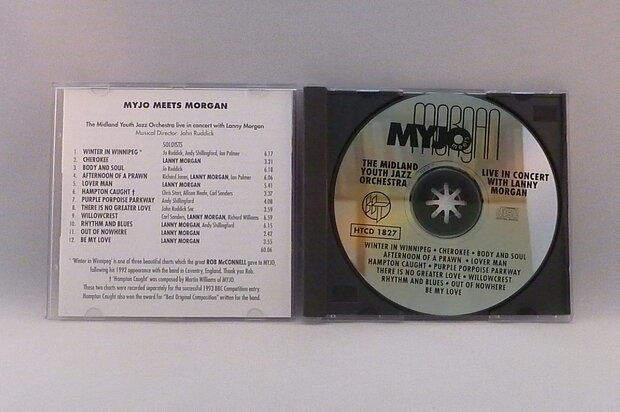 MYJO MEETS MORGAN
The Midland Youth Jazz Orchestra live in concert with Lanny Morgan
Musical Director: John Ruddick
SOLOISTS
1. WINTER IN WINNIPEG * Jo Ruddick, Andy Shillingford, Ian Palmer 6.17
2. CHEROKEE LANNY MORGAN 3.31
3. BODY AND SOUL Jo Ruddick 6.18
4. AFTERNOON OF A PRAWN Richard Jones, LANNY MORGAN, Ian Palmer 6.06
5. LOVER MAN LANNY MORGAN 5.41
6. HAMPTON CAUGHT † Chris Storr, Alison Neale, Carl Sanders 3.37
7. PURPLE PORPOISE PARKWAY Andy Shillingford 4.08
8. THERE IS NO GREATER LOVE John Ruddick Snr 3.59
9. WILLOWCREST Carl Sanders, LANNY MORGAN, Richard Williams 6.59
10. RHYTHM AND BLUES LANNY MORGAN, Andy Shillingford 6.15
11. OUT OF NOWHERE LANNY MORGAN 2.47
12. BE MY LOVE LANNY MORGAN 3.55
60.06
* 'Winter in Winnipeg' is one of three beautiful charts which the great ROB McCONNELL gave to MYJO,
following his 1992 appearance with the band in Coventry, England. Thank you Rob.
† 'Hampton Caught' was composed by Martin Williams of MYJO
These two charts were recorded separately for the successful 1993 BBC Competition entry.
Hampton Caught also won the award for "Best Original Composition" written for the band.
MORGAN
MYJO
MEETS
THE MIDLAND
YOUTH JAZZ
ORCHESTRA
LIVE IN CONCERT
WITH LANNY
MORGAN
HTCD 1827
WINTER IN WINNIPEG • CHEROKEE • BODY AND SOUL
AFTERNOON OF A PRAWN • LOVER MAN
HAMPTON CAUGHT • PURPLE PORPOISE PARKWAY
THERE IS NO GREATER LOVE • WILLOWCREST
RHYTHM AND BLUES • OUT OF NOWHERE
BE MY LOVE